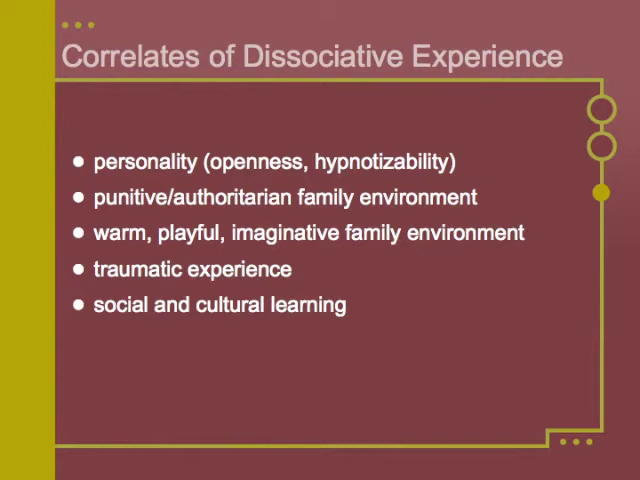 Correlates of Dissociative Experience
• personality (openness, hypnotizability)
• punitive/authoritarian family environment
• warm, playful, imaginative family environment
• traumatic experience
• social and cultural learning